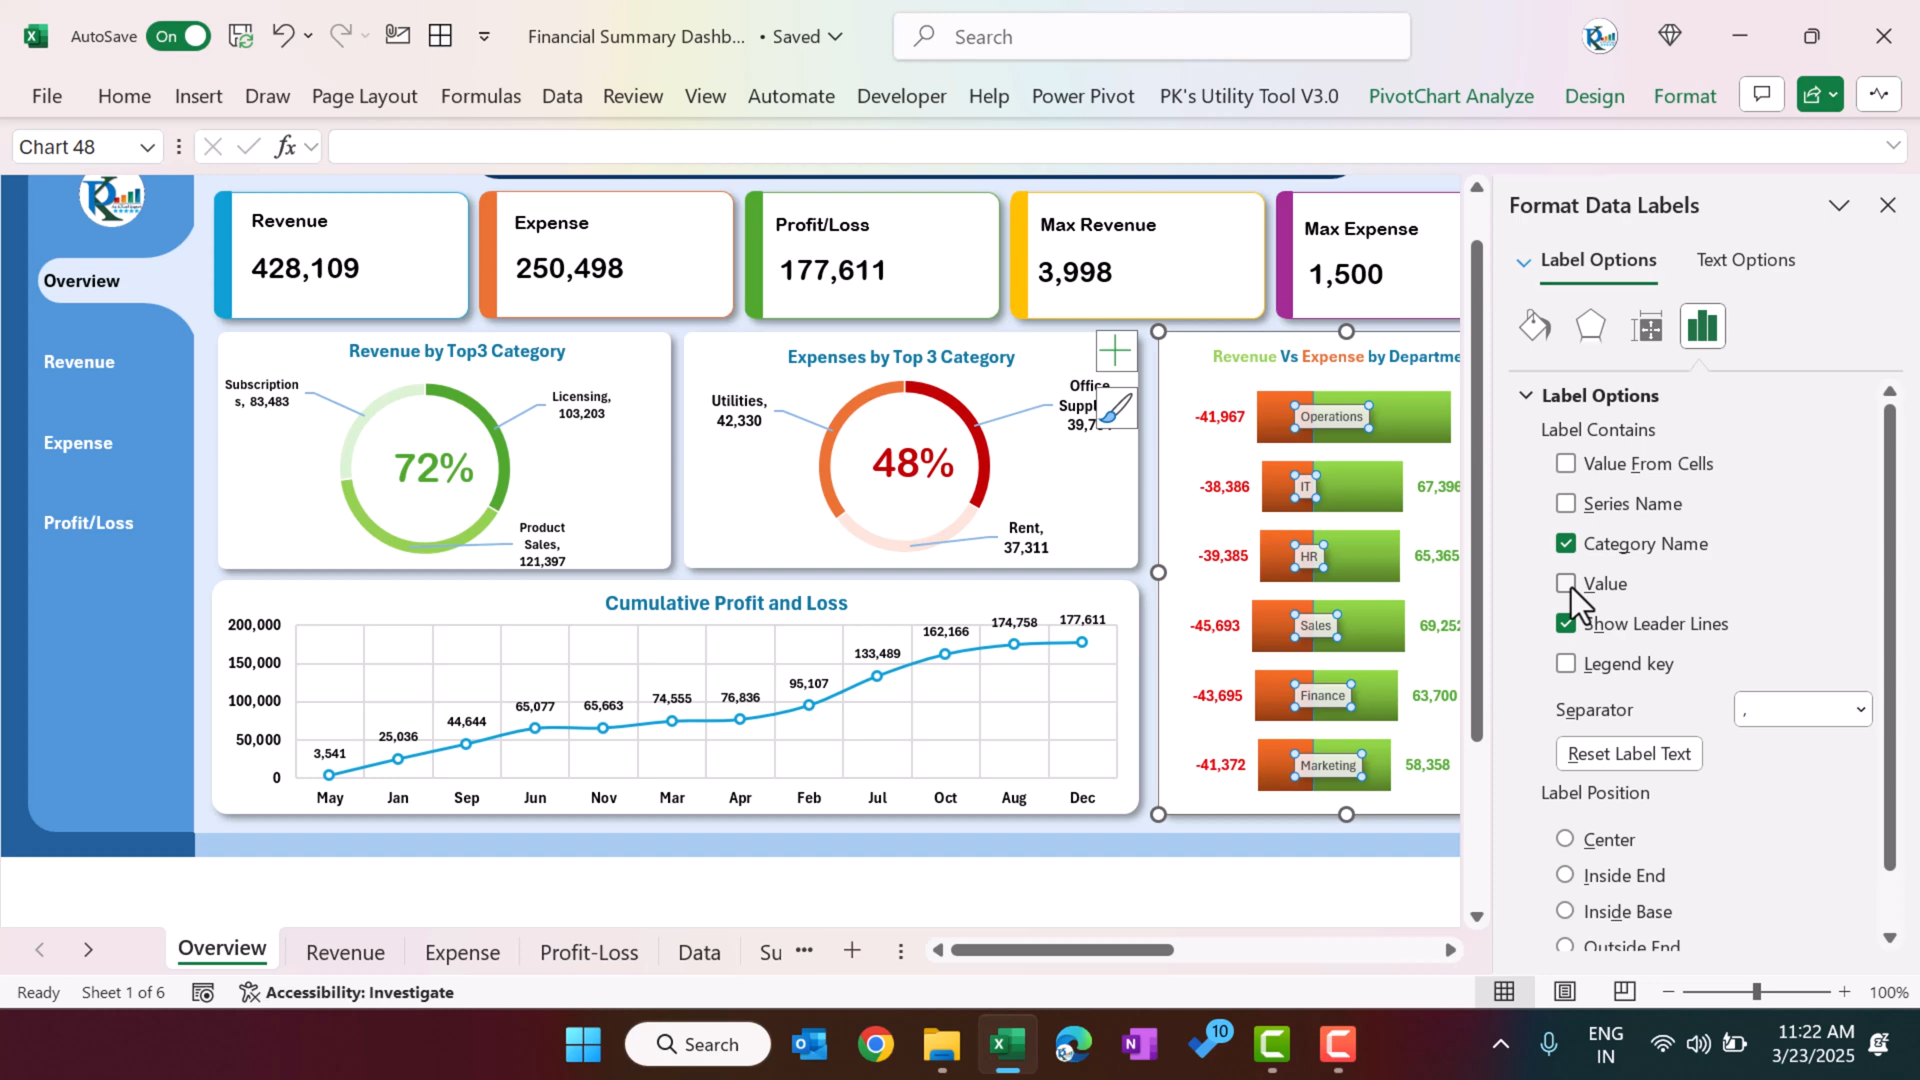 AutoSave On
Financial Summary Dashb... • Saved
Search
File Home Insert Draw Page Layout Formulas Data Review View Automate Developer Help Power Pivot PK's Utility Tool V3.0 PivotChart Analyze Design Format
Chart 48
fx
Overview
Revenue
Expense
Profit/Loss
Revenue
428,109
Expense
250,498
Profit/Loss
177,611
Max Revenue
3,998
Max Expense
1,500
Revenue by Top3 Category
Subscription
s, 83,483
Licensing,
103,203
72%
Product
Sales,
121,397
Expenses by Top 3 Category
Utilities,
42,330
Office
48%
Rent,
37,311
Revenue Vs Expense by Departme
-41,967 Operations
-38,386 IT 67,396
-39,385 HR 65,365
-45,693 Sales 69,252
-43,695 Finance 63,700
-41,372 Marketing 58,358
Cumulative Profit and Loss
200,000
150,000
100,000
50,000
0
3,541 25,036 44,644 65,077 65,663 74,555 76,836 95,107 133,489 162,166 174,758 177,611
May Jan Sep Jun Nov Mar Apr Feb Jul Oct Aug Dec
Format Data Labels
Label Options Text Options
Label Options
Label Contains
Value From Cells
Series Name
Category Name
Value
Show Leader Lines
Legend key
Separator ,
Reset Label Text
Label Position
Center
Inside End
Inside Base
Outside End
Overview Revenue Expense Profit-Loss Data Su ...
Ready Sheet 1 of 6 Accessibility: Investigate
100%
Search
10
ENG
IN
11:22 AM
3/23/2025